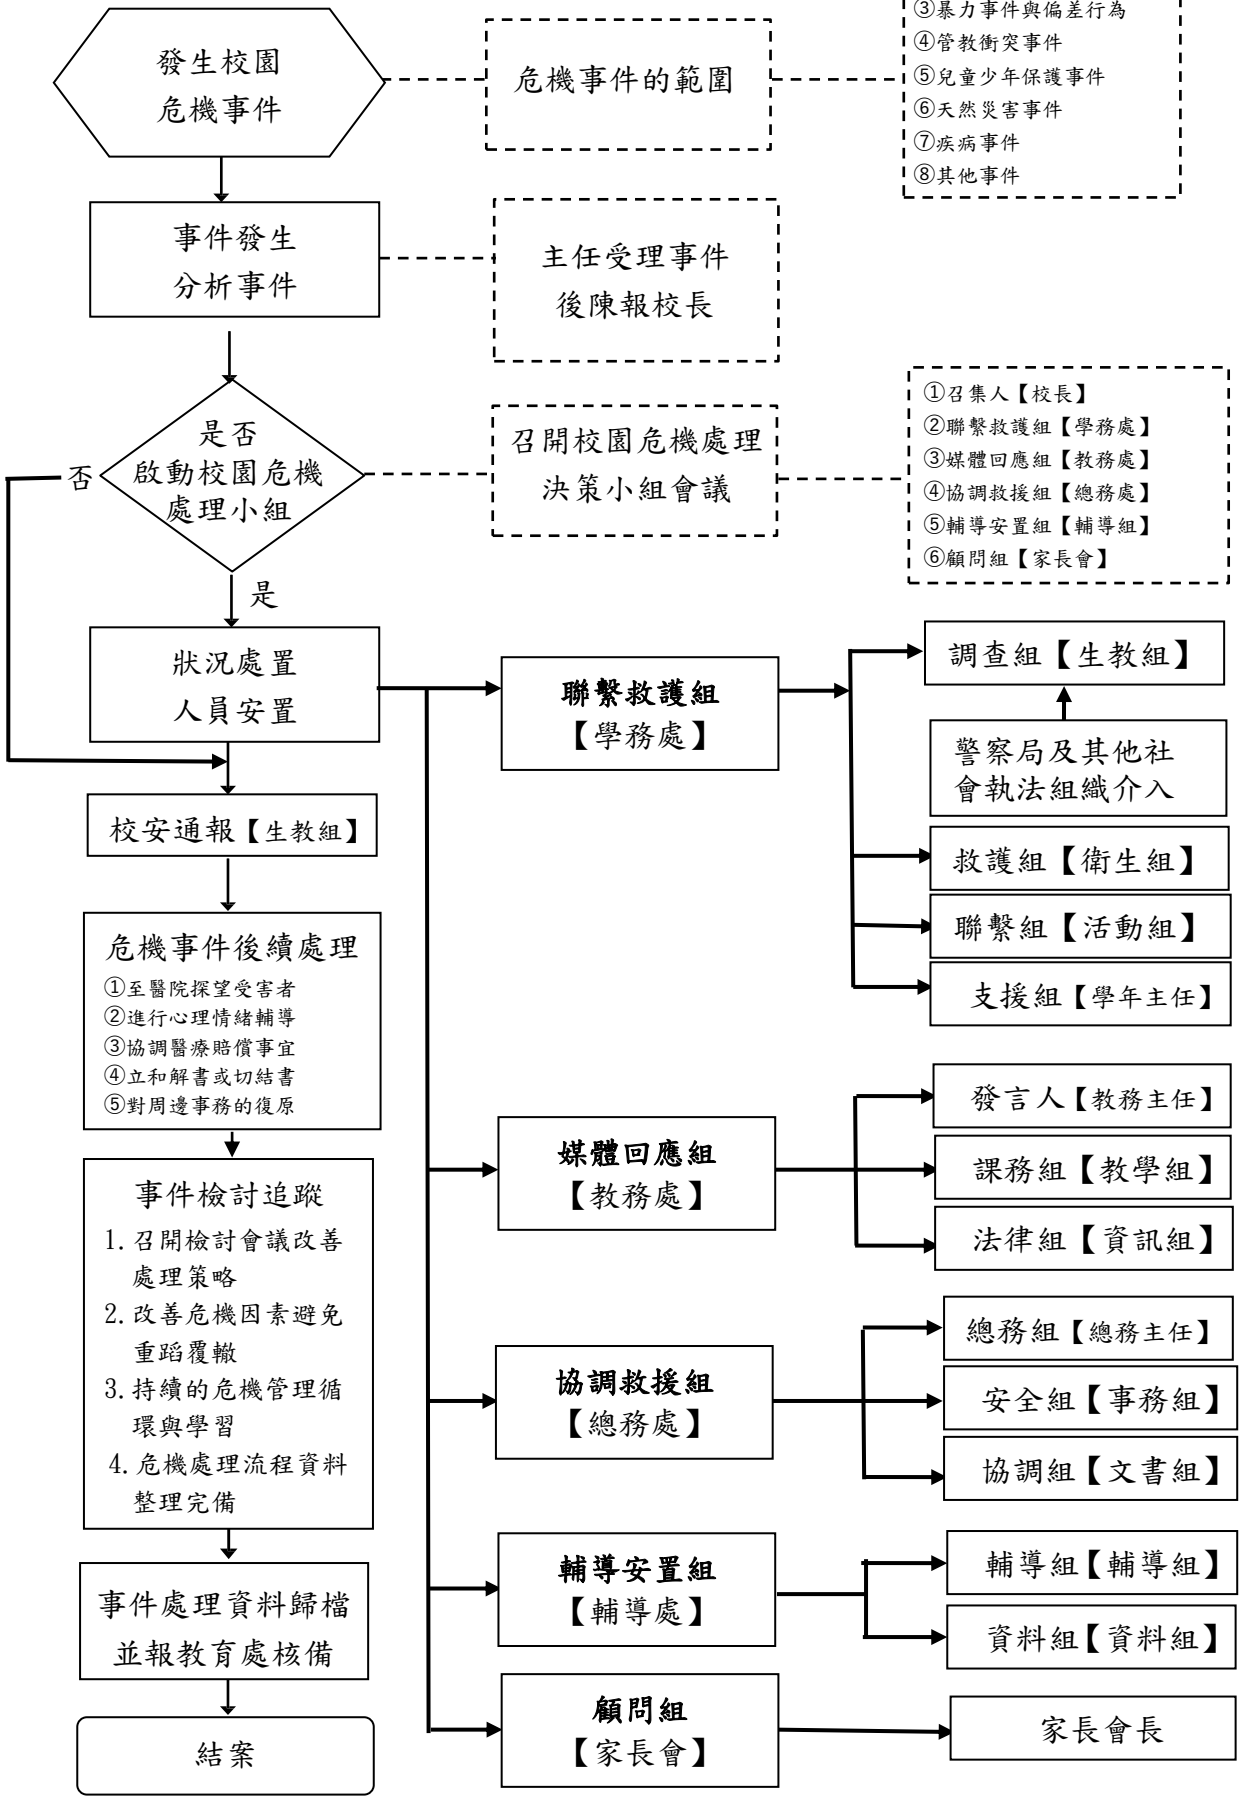 ③暴力事件與偏差行為
④管教衝突事件
⑤兒童少年保護事件
⑥天然災害事件
⑦疾病事件
⑧其他事件
發生校園
危機事件
危機事件的範圍
事件發生
分析事件
主任受理事件
後陳報校長
是否
啟動校園危機
處理小組
否
是
召開校園危機處理
決策小組會議
①召集人【校長】
②聯繫救護組【學務處】
③媒體回應組【教務處】
④協調救援組【總務處】
⑤輔導安置組【輔導組】
⑥顧問組【家長會】
狀況處置
人員安置
校安通報【生教組】
危機事件後續處理
①至醫院探望受害者
②進行心理情緒輔導
③協調醫療賠償事宜
④立和解書或切結書
⑤對周邊事務的復原
事件檢討追蹤
1.召開檢討會議改善
處理策略
2.改善危機因素避免
重蹈覆轍
3.持續的危機管理循
環與學習
4.危機處理流程資料
整理完備
事件處理資料歸檔
並報教育處核備
結案
聯繫救護組
【學務處】
調查組【生教組】
警察局及其他社
會執法組織介入
救護組【衛生組】
聯繫組【活動組】
支援組【學年主任】
媒體回應組
【教務處】
發言人【教務主任】
課務組【教學組】
法律組【資訊組】
協調救援組
【總務處】
總務組【總務主任】
安全組【事務組】
協調組【文書組】
輔導安置組
【輔導處】
輔導組【輔導組】
資料組【資料組】
顧問組
【家長會】
家長會長